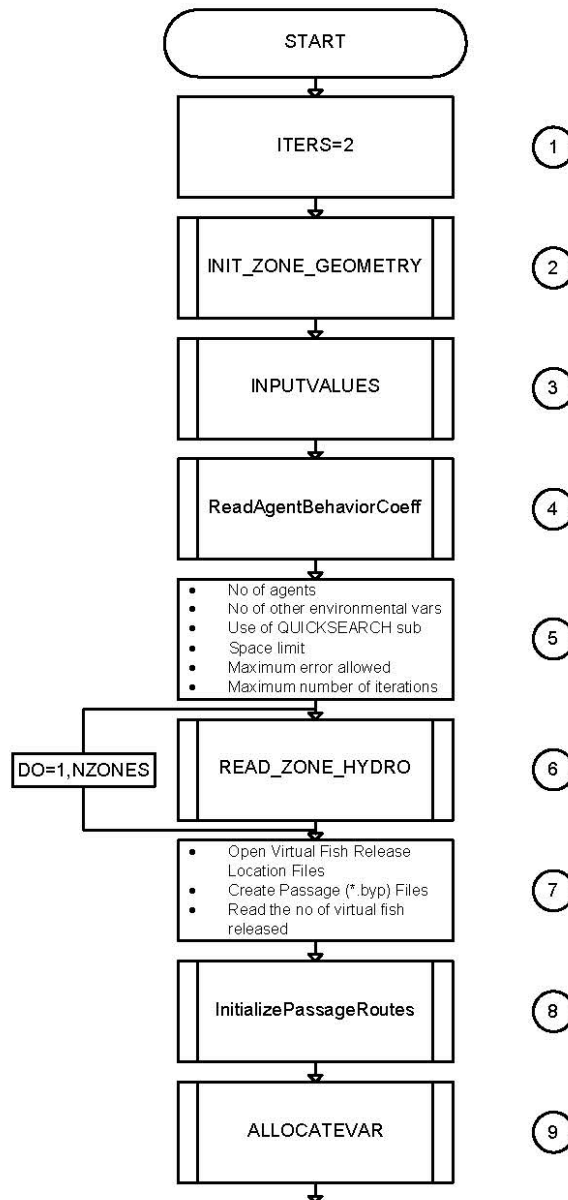 START
ITERS=2
1
INIT_ZONE_GEOMETRY
2
INPUTVALUES
3
ReadAgentBehaviorCoeff
4
• No of agents
• No of other environmental vars
• Use of QUICKSEARCH sub
• Space limit
• Maximum error allowed
• Maximum number of iterations
5
DO=1,NZONES
READ_ZONE_HYDRO
6
• Open Virtual Fish Release
Location Files
• Create Passage (*.byp) Files
• Read the no of virtual fish
released
7
InitializePassageRoutes
8
ALLOCATEVAR
9